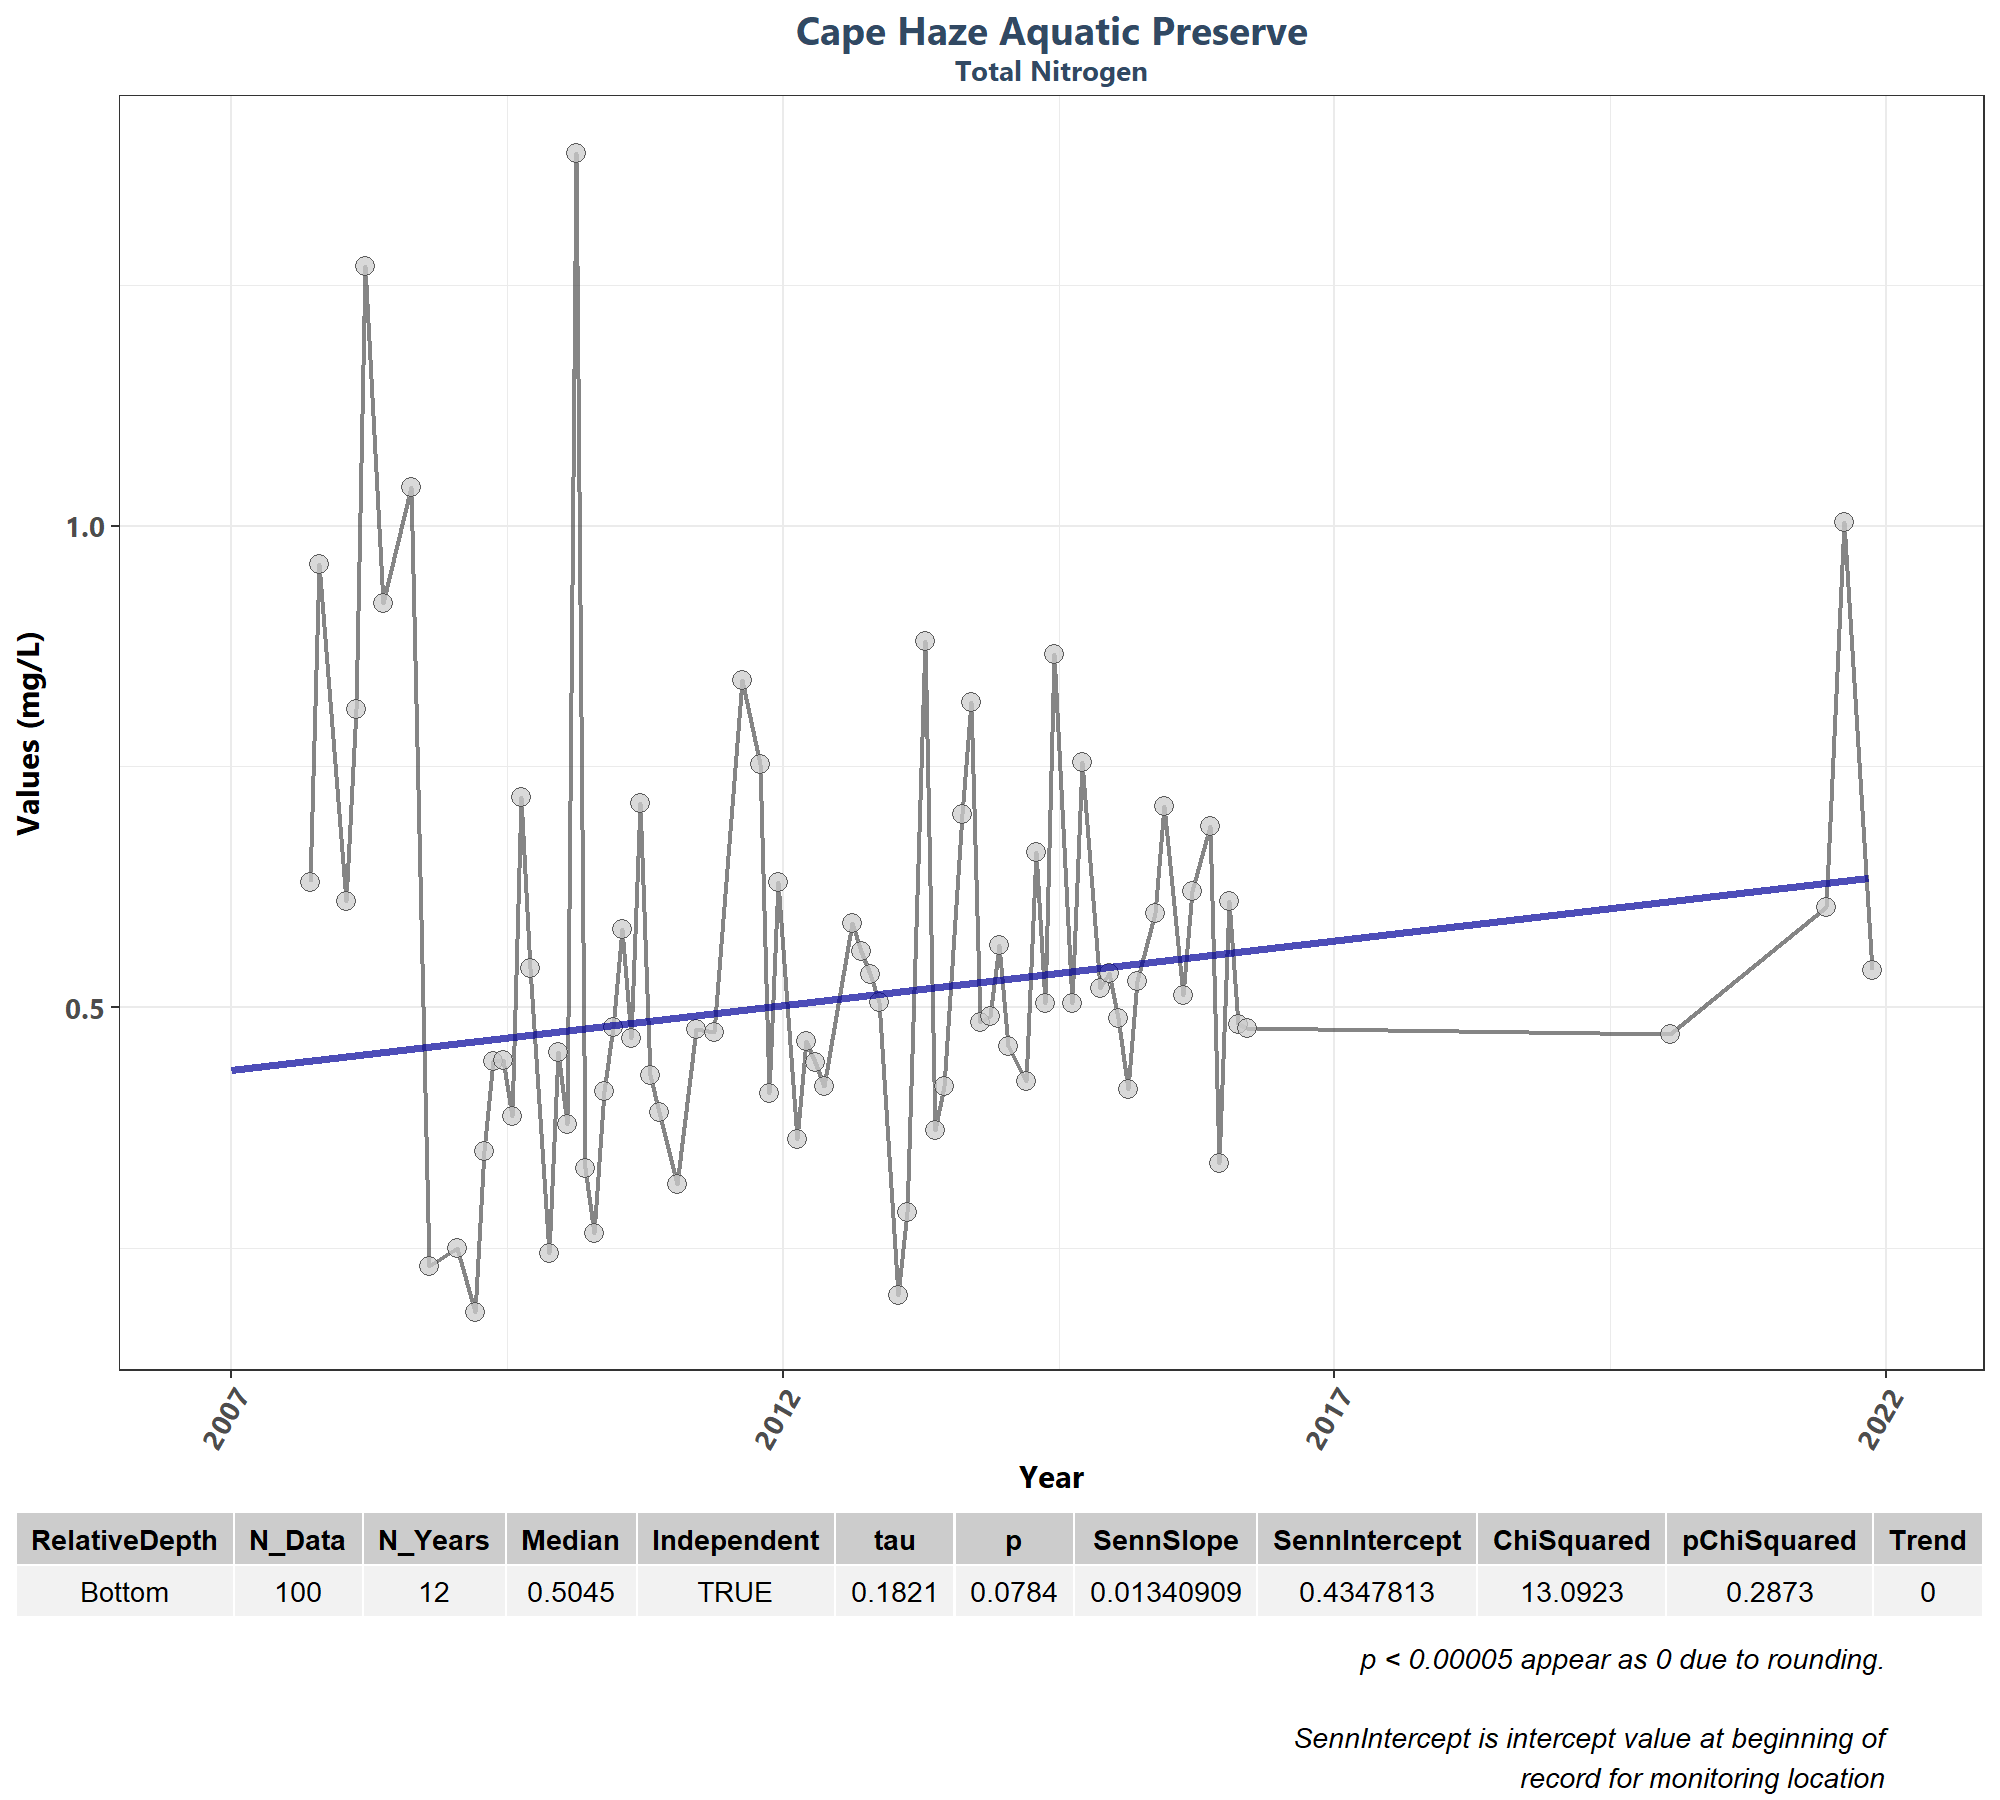 Cape Haze Aquatic Preserve
Total Nitrogen
Values (mg/L)
1.0
0.5
2007 2012 2017 2022
Year
RelativeDepth N_Data N_Years Median Independent tau p SennSlope SennIntercept ChiSquared pChiSquared Trend
Bottom 100 12 0.5045 TRUE 0.1821 0.0784 0.01340909 0.4347813 13.0923 0.2873 0
p < 0.00005 appear as 0 due to rounding.
SennIntercept is intercept value at beginning of
record for monitoring location